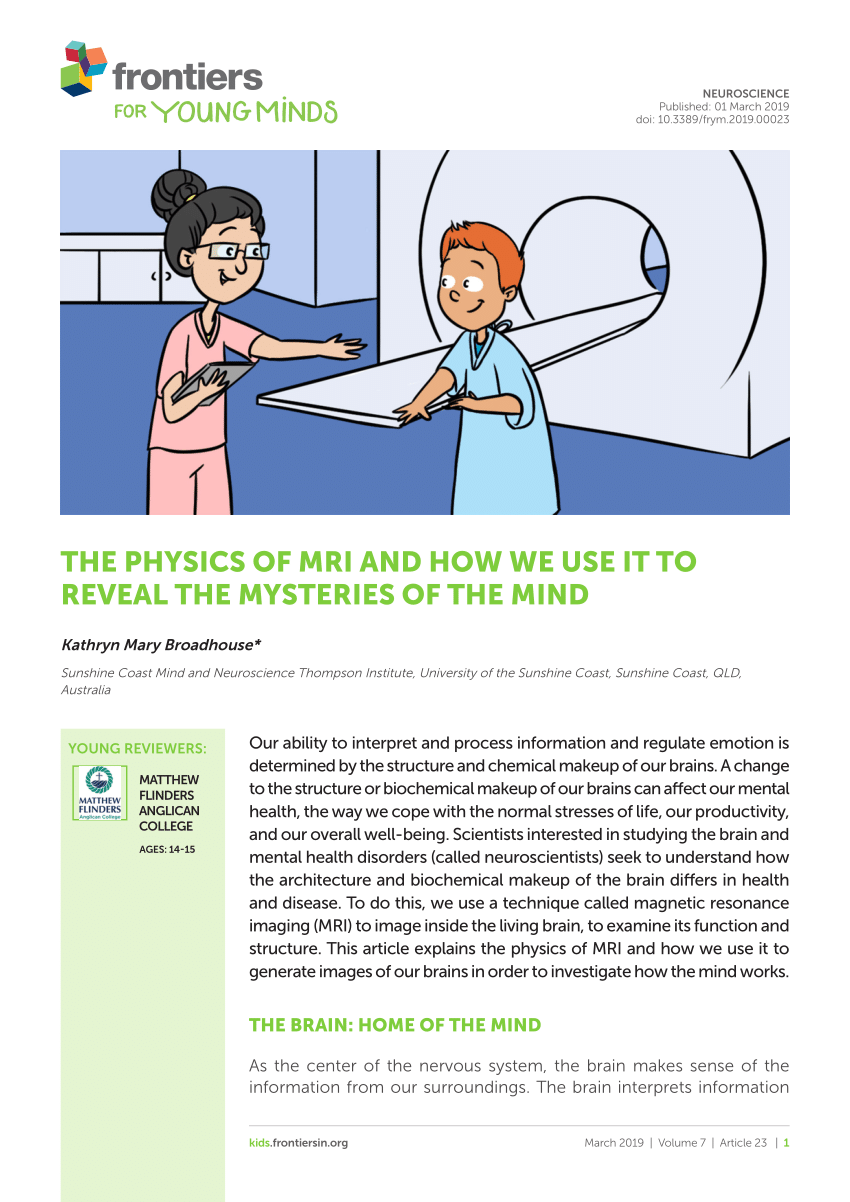 frontiers
FOR YOUNG MINDS
NEUROSCIENCE
Published: 01 March 2019
doi: 10.3389/frym.2019.00023
THE PHYSICS OF MRI AND HOW WE USE IT TO
REVEAL THE MYSTERIES OF THE MIND
Kathryn Mary Broadhouse*
Sunshine Coast Mind and Neuroscience Thompson Institute, University of the Sunshine Coast, Sunshine Coast, QLD,
Australia
YOUNG REVIEWERS:
MATTHEW
FLINDERS
Anglican College
MATTHEW
FLINDERS
ANGLICAN
COLLEGE
AGES: 14-15
Our ability to interpret and process information and regulate emotion is
determined by the structure and chemical makeup of our brains. A change
to the structure or biochemical makeup of our brains can affect our mental
health, the way we cope with the normal stresses of life, our productivity,
and our overall well-being. Scientists interested in studying the brain and
mental health disorders (called neuroscientists) seek to understand how
the architecture and biochemical makeup of the brain differs in health
and disease. To do this, we use a technique called magnetic resonance
imaging (MRI) to image inside the living brain, to examine its function and
structure. This article explains the physics of MRI and how we use it to
generate images of our brains in order to investigate how the mind works.
THE BRAIN: HOME OF THE MIND
As the center of the nervous system, the brain makes sense of the
information from our surroundings. The brain interprets information
kids.frontiersin.org
March 2019 | Volume 7 | Article 23 | 1